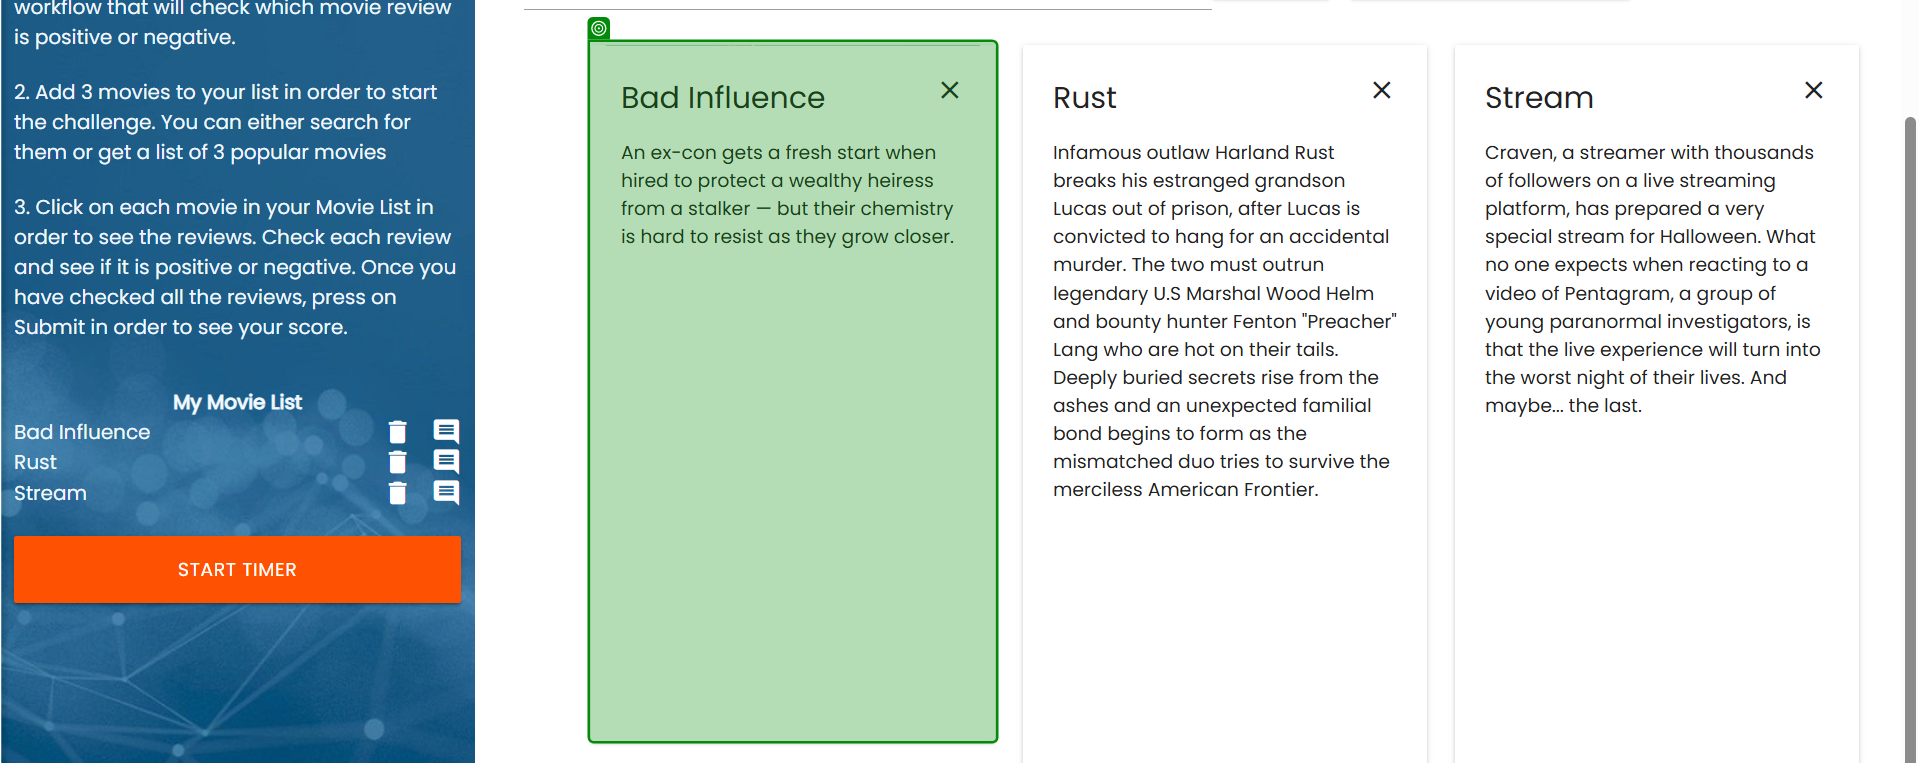 workflow that will check which movie review
is positive or negative.
2. Add 3 movies to your list in order to start
the challenge. You can either search for
them or get a list of 3 popular movies
3. Click on each movie in your Movie List in
order to see the reviews. Check each review
and see if it is positive or negative. Once you
have checked all the reviews, press on
Submit in order to see your score.
My Movie List
Bad Influence
Rust
Stream
START TIMER
Bad Influence
An ex-con gets a fresh start when
hired to protect a wealthy heiress
from a stalker — but their chemistry
is hard to resist as they grow closer.
Rust
Infamous outlaw Harland Rust
breaks his estranged grandson
Lucas out of prison, after Lucas is
convicted to hang for an accidental
murder. The two must outrun
legendary U.S Marshal Wood Helm
and bounty hunter Fenton "Preacher"
Lang who are hot on their tails.
Deeply buried secrets rise from the
ashes and an unexpected familial
bond begins to form as the
mismatched duo tries to survive the
merciless American Frontier.
Stream
Craven, a streamer with thousands
of followers on a live streaming
platform, has prepared a very
special stream for Halloween. What
no one expects when reacting to a
video of Pentagram, a group of
young paranormal investigators, is
that the live experience will turn into
the worst night of their lives. And
maybe... the last.